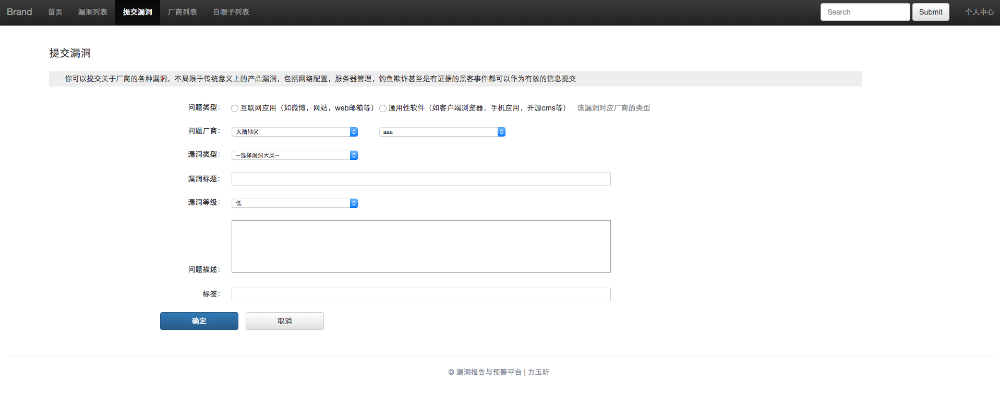 Brand 首页 漏洞列表 提交漏洞 厂商列表 白帽子列表 Search Submit 个人中心
提交漏洞
你可以提交关于厂商的各种漏洞，不局限于传统意义上的产品漏洞，包括网络配置，服务器管理，钓鱼欺诈甚至是有证据的黑客事件都可以作为有效的信息提交
问题类型： 互联网应用（如微博，网站，web邮箱等） 通用性软件（如客户端浏览器，手机应用，开源cms等） 该漏洞对应厂商的类型
问题厂商： 大陆地区 aaa
漏洞类型： --选择漏洞大类--
漏洞标题：
漏洞等级： 低
问题描述：
标签：
确定 取消
© 漏洞报告与预警平台 | 方玉昕